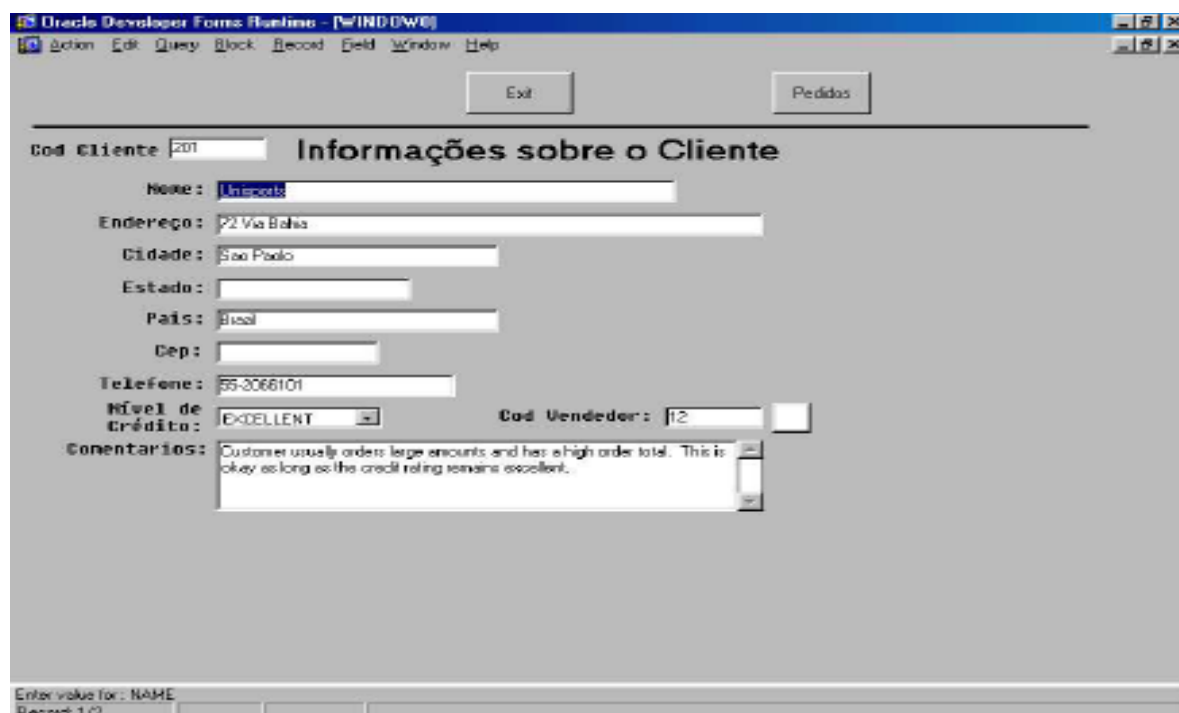 Oracle Developer Forms Runtime - [WINDOW0]
Action Edit Query Block Record Field Window Help
Exit Pedidos
Cod Cliente 201 Informações sobre o Cliente
Nome: Unisports
Endereço: 72 Via Bahia
Cidade: Sao Paolo
Estado:
Pais: Brasil
Cep:
Telefone: 55-2066101
Nível de
Crédito: EXCELLENT Cod Vendedor: 12
Comentarios: Customer usually orders large amounts and has a high order total. This is
okay as long as the credit rating remains excellent.
Enter value for: NAME
Record: 1/?